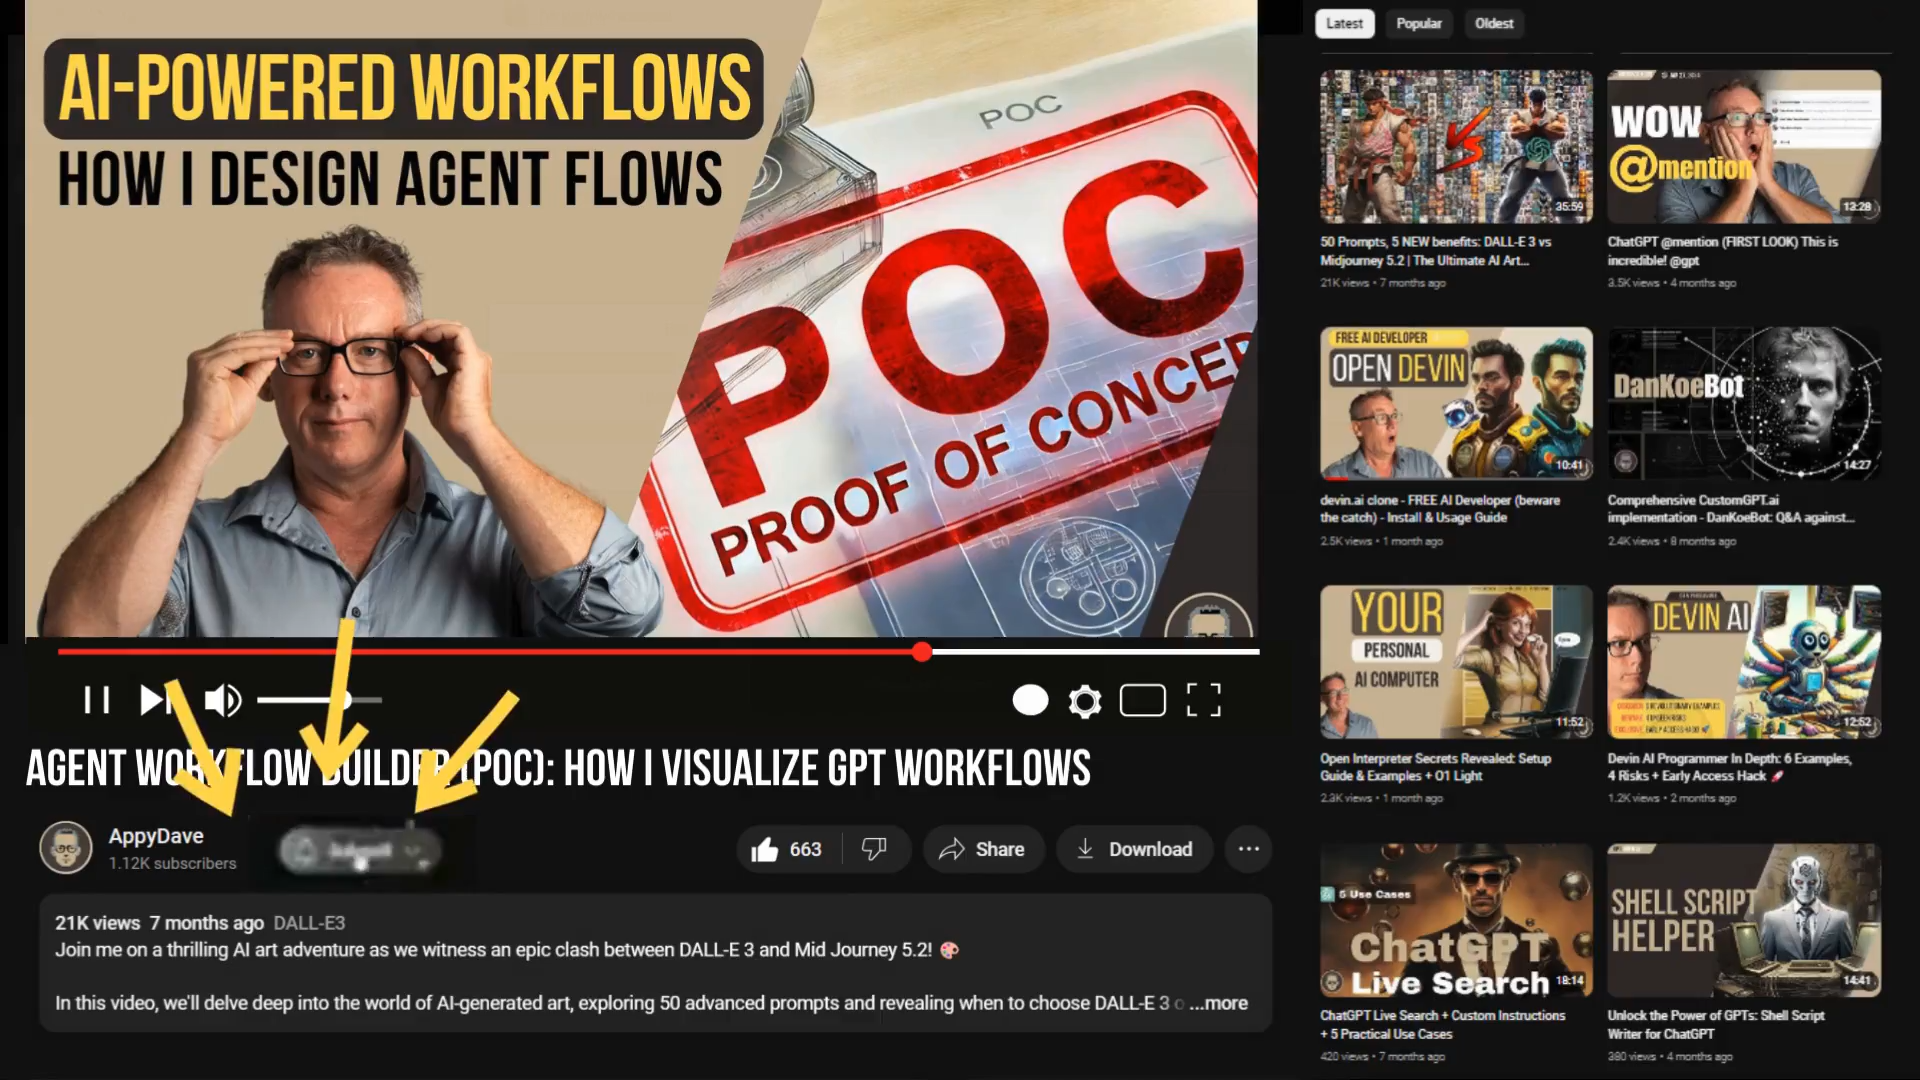 AI-POWERED WORKFLOWS
HOW I DESIGN AGENT FLOWS
POC
POC
PROOF OF CONCEP
AGENT WORKFLOW BUILDER (POC): HOW I VISUALIZE GPT WORKFLOWS
AppyDave
1.12K subscribers
663
Share
Download
21K views 7 months ago DALL-E3
Join me on a thrilling AI art adventure as we witness an epic clash between DALL-E 3 and Mid Journey 5.2! 🎨
In this video, we'll delve deep into the world of AI-generated art, exploring 50 advanced prompts and revealing when to choose DALL-E 3 o ...more
Latest Popular Oldest
VS
35:59
50 Prompts, 5 NEW benefits: DALL-E 3 vs
Midjourney 5.2 | The Ultimate AI Art...
21K views • 7 months ago
WOW
@mention
13:28
ChatGPT @mention (FIRST LOOK) This is
incredible! @gpt
3.5K views • 4 months ago
FREE AI DEVELOPER
OPEN DEVIN
10:41
devin.ai clone - FREE AI Developer (beware
the catch) - Install & Usage Guide
2.5K views • 1 month ago
DanKoeBot
14:27
Comprehensive CustomGPT.ai
implementation - DanKoeBot: Q&A against...
2.4K views • 8 months ago
YOUR
PERSONAL
AI COMPUTER
11:52
Open Interpreter Secrets Revealed: Setup
Guide & Examples + O1 Light
2.3K views • 1 month ago
DEVIN AI
12:52
Devin AI Programmer In Depth: 6 Examples,
4 Risks + Early Access Hack 🚀
1.2K views • 2 months ago
5 Use Cases
ChatGPT
Live Search
18:14
ChatGPT Live Search + Custom Instructions
+ 5 Practical Use Cases
420 views • 7 months ago
SHELL SCRIPT
HELPER
14:41
Unlock the Power of GPTs: Shell Script
Writer for ChatGPT
380 views • 4 months ago